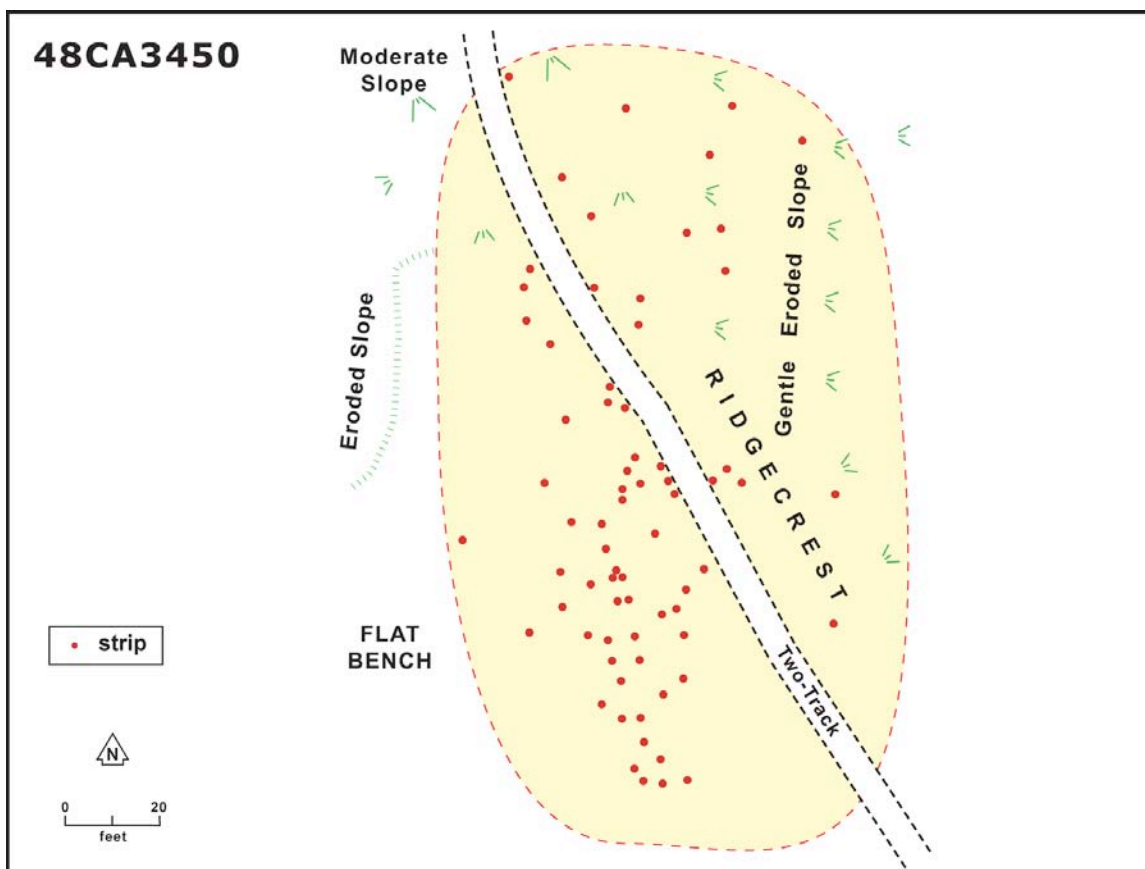 48CA3450
Moderate
Slope
Gentle Eroded Slope
Eroded Slope
RIDGECREST
FLAT
BENCH
strip
Two-Track
N
0 20
feet